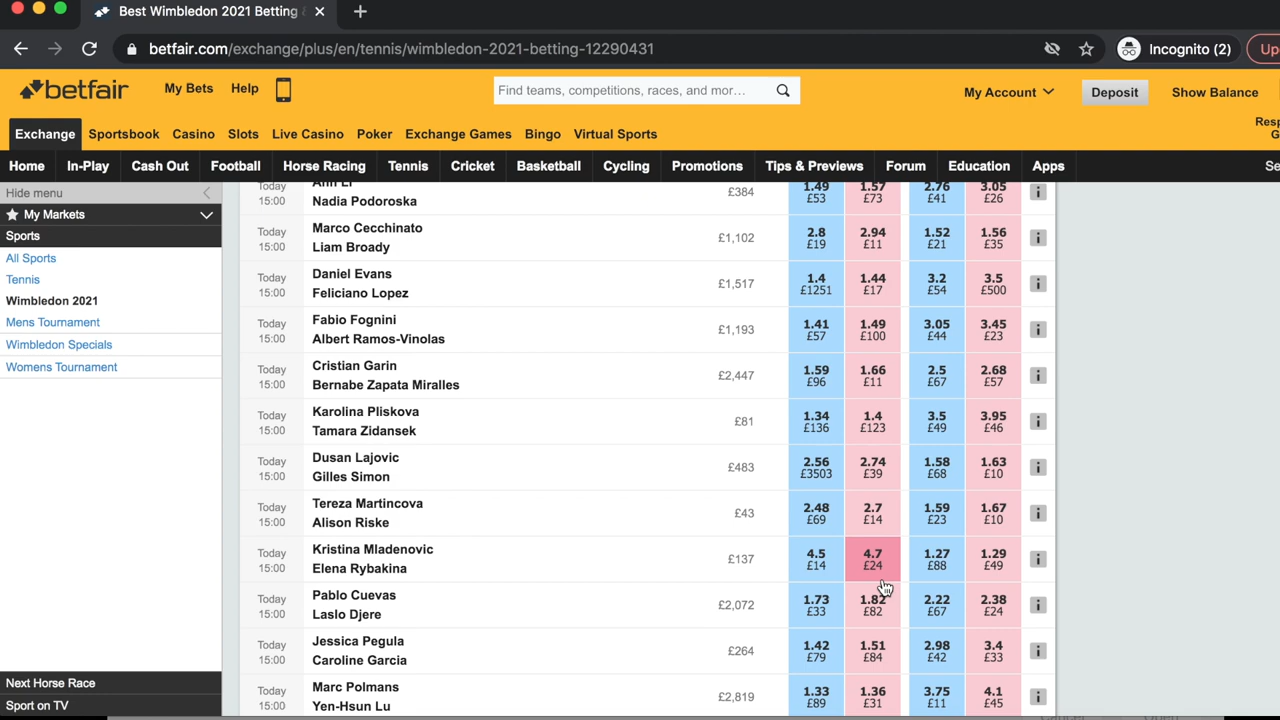 Best Wimbledon 2021 Betting
betfair.com/exchange/plus/en/tennis/wimbledon-2021-betting-12290431
Incognito (2)
Up
betfair
My Bets
Help
Find teams, competitions, races, and mor...
My Account
Deposit
Show Balance
Exchange
Sportsbook
Casino
Slots
Live Casino
Poker
Exchange Games
Bingo
Virtual Sports
Resp
G
Home
In-Play
Cash Out
Football
Horse Racing
Tennis
Cricket
Basketball
Cycling
Promotions
Tips & Previews
Forum
Education
Apps
Se
Hide menu
My Markets
Sports
All Sports
Tennis
Wimbledon 2021
Mens Tournament
Wimbledon Specials
Womens Tournament
Next Horse Race
Sport on TV
Today Ann Li 1.49 1.57 2.76 3.05
15:00 Nadia Podoroska £384 £53 £73 £41 £26
Today Marco Cecchinato 2.8 2.94 1.52 1.56
15:00 Liam Broady £1,102 £19 £11 £21 £35
Today Daniel Evans 1.4 1.44 3.2 3.5
15:00 Feliciano Lopez £1,517 £1251 £17 £54 £500
Today Fabio Fognini 1.41 1.49 3.05 3.45
15:00 Albert Ramos-Vinolas £1,193 £57 £100 £44 £23
Today Cristian Garin 1.59 1.66 2.5 2.68
15:00 Bernabe Zapata Miralles £2,447 £96 £11 £67 £57
Today Karolina Pliskova 1.34 1.4 3.5 3.95
15:00 Tamara Zidansek £81 £136 £123 £49 £46
Today Dusan Lajovic 2.56 2.74 1.58 1.63
15:00 Gilles Simon £483 £3503 £39 £68 £10
Today Tereza Martincova 2.48 2.7 1.59 1.67
15:00 Alison Riske £43 £69 £14 £23 £10
Today Kristina Mladenovic 4.5 4.7 1.27 1.29
15:00 Elena Rybakina £137 £14 £24 £88 £49
Today Pablo Cuevas 1.73 1.82 2.22 2.38
15:00 Laslo Djere £2,072 £33 £82 £67 £24
Today Jessica Pegula 1.42 1.51 2.98 3.4
15:00 Caroline Garcia £264 £79 £84 £42 £33
Today Marc Polmans 1.33 1.36 3.75 4.1
15:00 Yen-Hsun Lu £2,819 £89 £31 £11 £45